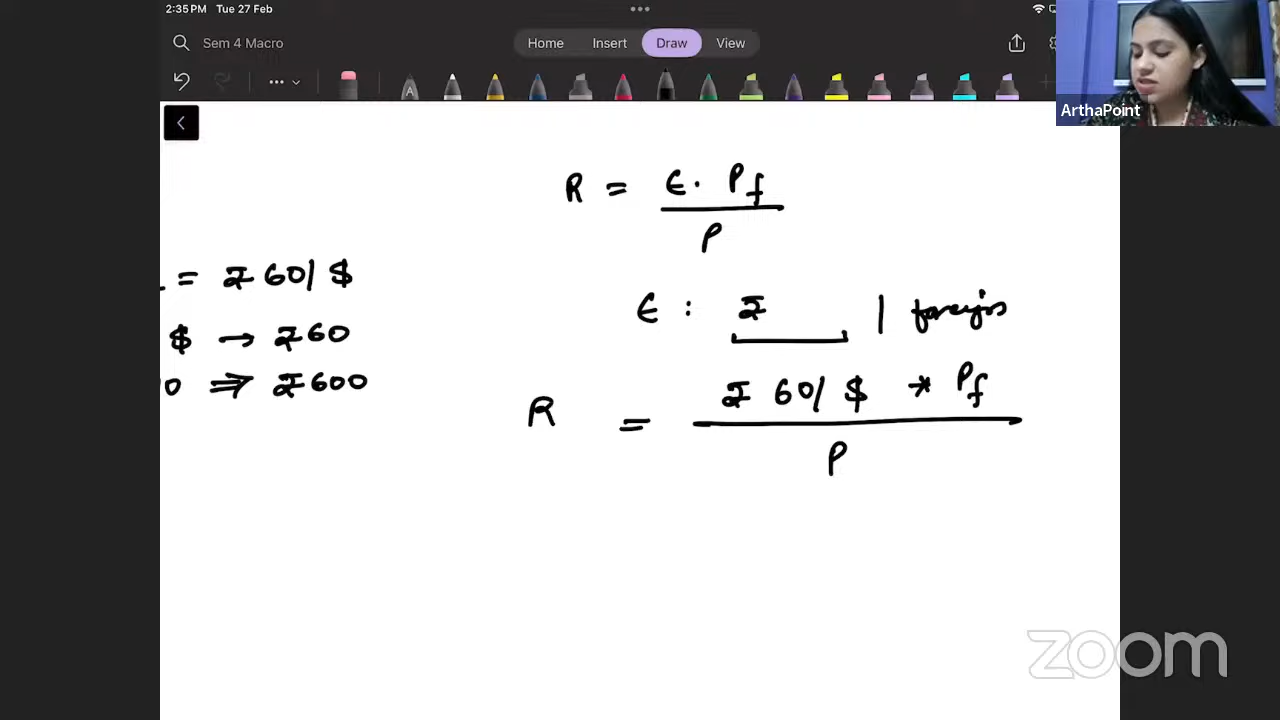 2:35 PM Tue 27 Feb
Sem 4 Macro
Home Insert Draw View
ArthaPoint
R = E. Pf
P
= ₹ 60/ $
$ → ₹60
0 ⇒ ₹600
E : ₹ | foreign
R = ₹ 60/ $ * Pf
P
zoom